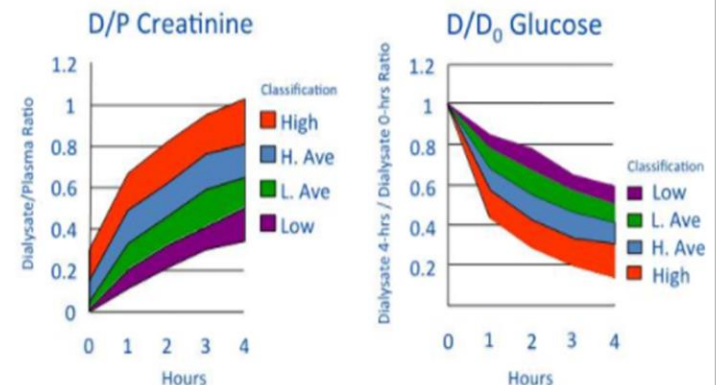 D/P Creatinine
Dialysate/Plasma Ratio
1.2
1
0.8
0.6
0.4
0.2
0
0 1 2 3 4
Hours
Classification
High
H. Ave
L. Ave
Low
D/D₀ Glucose
Dialysate 4-hrs / Dialysate 0-hrs Ratio
1.2
1
0.8
0.6
0.4
0.2
0 1 2 3 4
Hours
Classification
Low
L. Ave
H. Ave
High